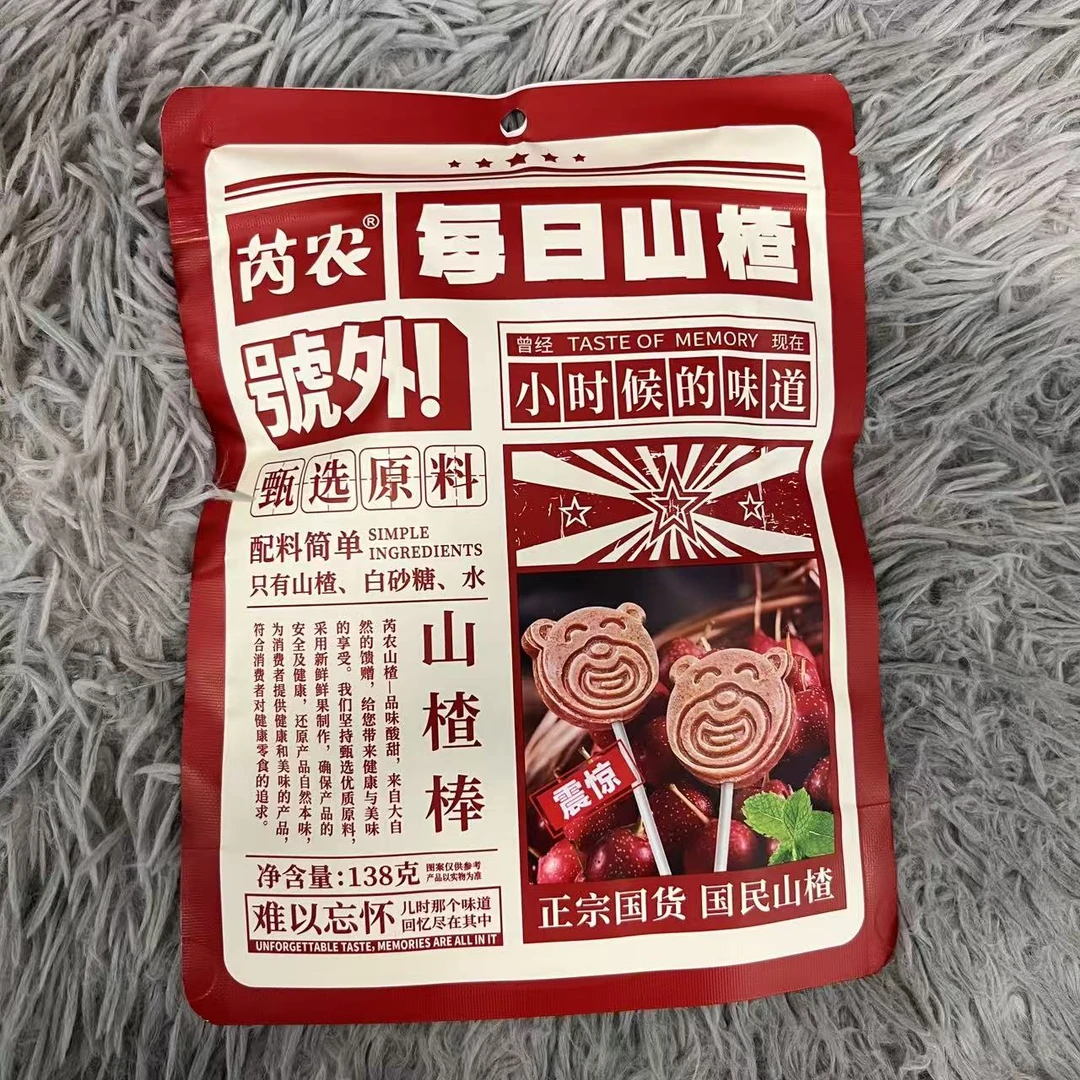 芮农®
每日山楂
號外!
曾经 TASTE OF MEMORY 现在
小时候的味道
甄选原料
配料简单 SIMPLE INGREDIENTS
只有山楂、白砂糖、水
山楂棒
芮农山楂—品味酸甜，来自大自
然的馈赠，给您带来健康与美味
的享受。我们坚持甄选优质原料，
采用新鲜鲜果制作，确保产品的
安全及健康，还原产品自然本味，
为消费者提供健康和美味的产品，
符合消费者对健康零食的追求。
震惊
净含量:138克
图案仅供参考
产品以实物为准
难以忘怀
儿时那个味道
回忆尽在其中
UNFORGETTABLE TASTE, MEMORIES ARE ALL IN IT
正宗国货 国民山楂